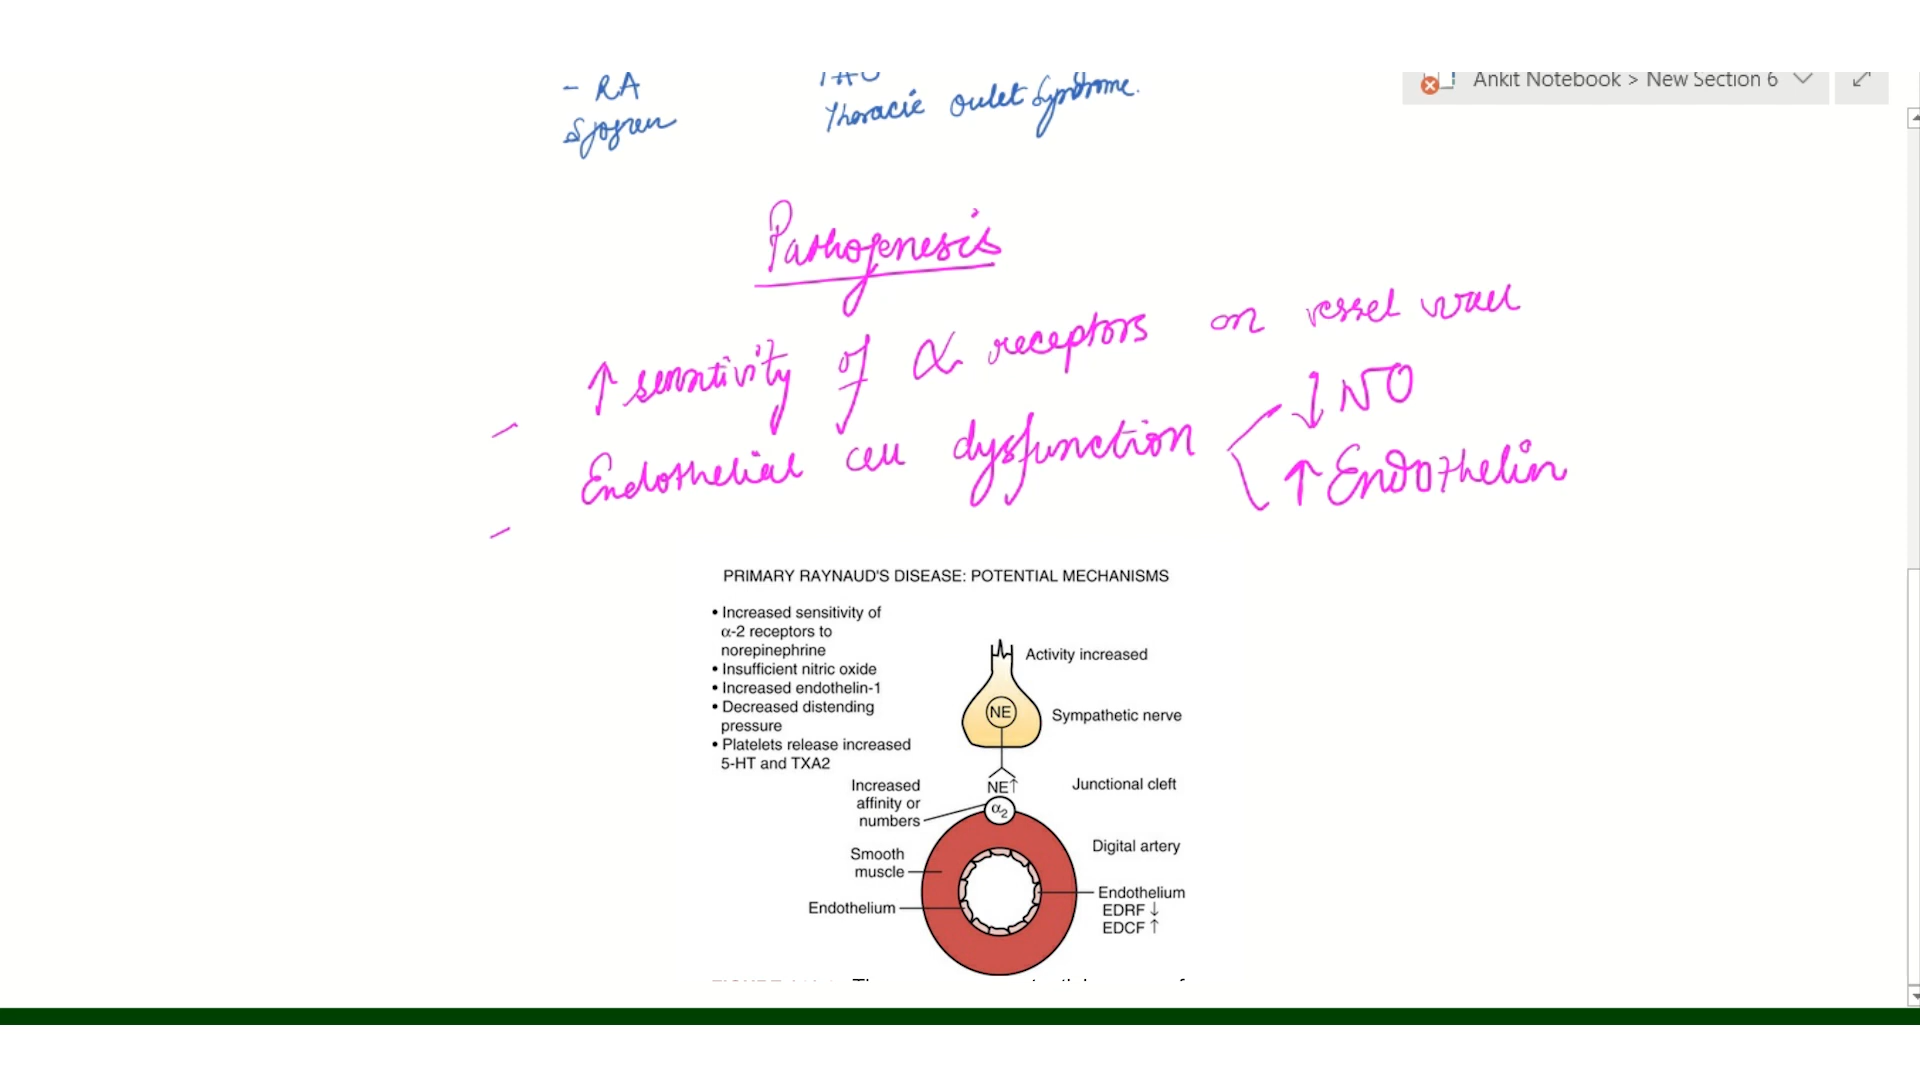 Ankit Notebook > New Section 6
- RA
Sjogren
Thoracic Oulet Syndrome.
Pathogenesis
↑ sensitivity of α receptors on vessel wall
- Endothelial cell dysfunction
↓ NO
↑ Endothelin
-
PRIMARY RAYNAUD'S DISEASE: POTENTIAL MECHANISMS
• Increased sensitivity of
α-2 receptors to
norepinephrine
• Insufficient nitric oxide
• Increased endothelin-1
• Decreased distending
pressure
• Platelets release increased
5-HT and TXA2
Activity increased
NE
Sympathetic nerve
NE↑
Junctional cleft
Increased
affinity or
numbers
α2
Digital artery
Smooth
muscle
Endothelium
Endothelium
EDRF ↓
EDCF ↑